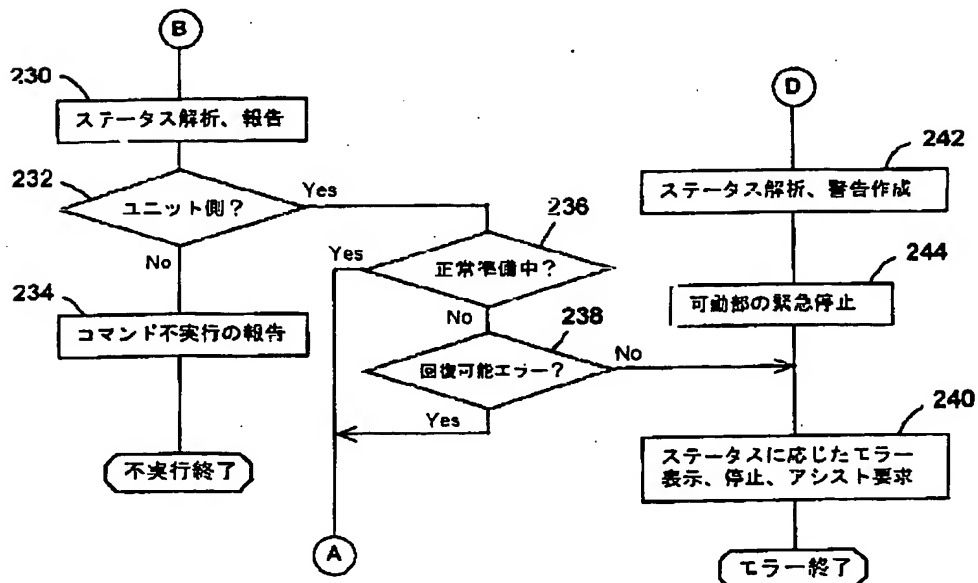 B
230
ステータス解析、報告
232
ユニット側？
Yes
No
234
コマンド不実行の報告
不実行終了
236
正常準備中？
Yes
No
238
回復可能エラー？
No
Yes
A
D
242
ステータス解析、警告作成
244
可動部の緊急停止
240
ステータスに応じたエラー
表示、停止、アシスト要求
エラー終了